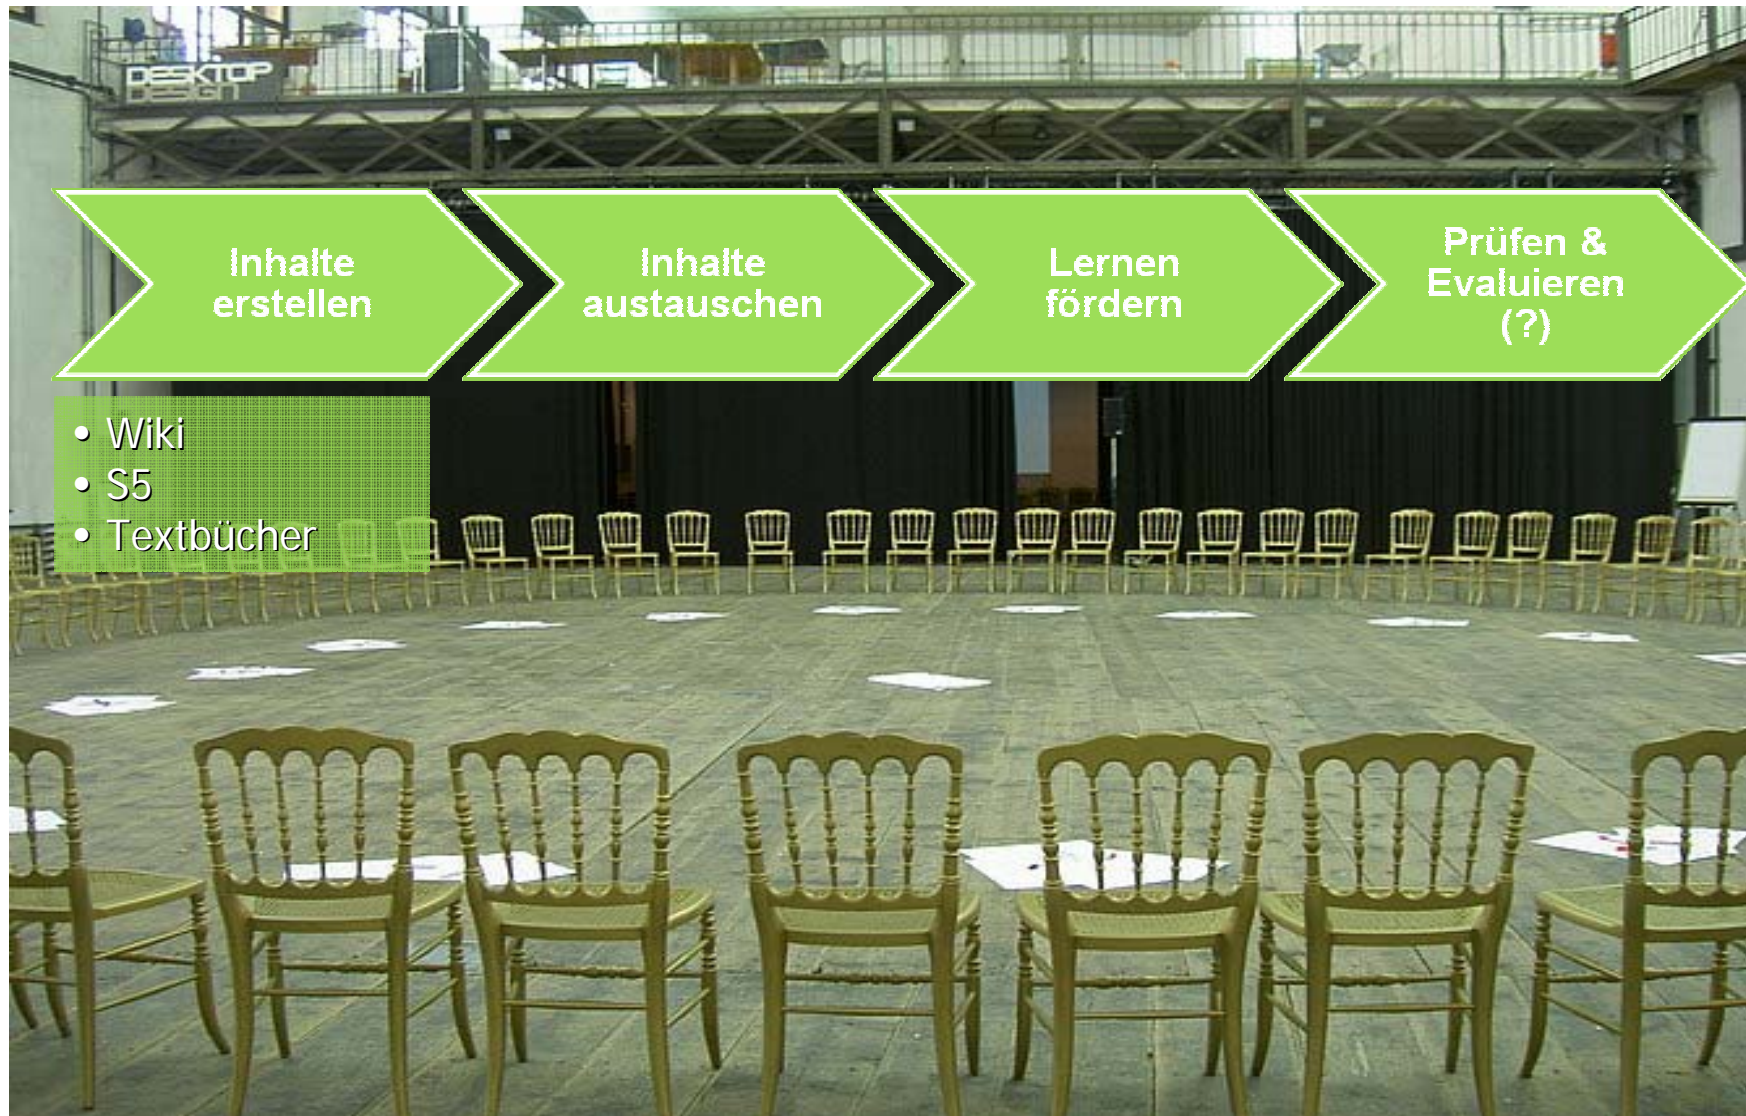 DESKTOP
DESIGN
Inhalte
erstellen
Inhalte
austauschen
Lernen
fördern
Prüfen &
Evaluieren
(?)
• Wiki
• S5
• Textbücher